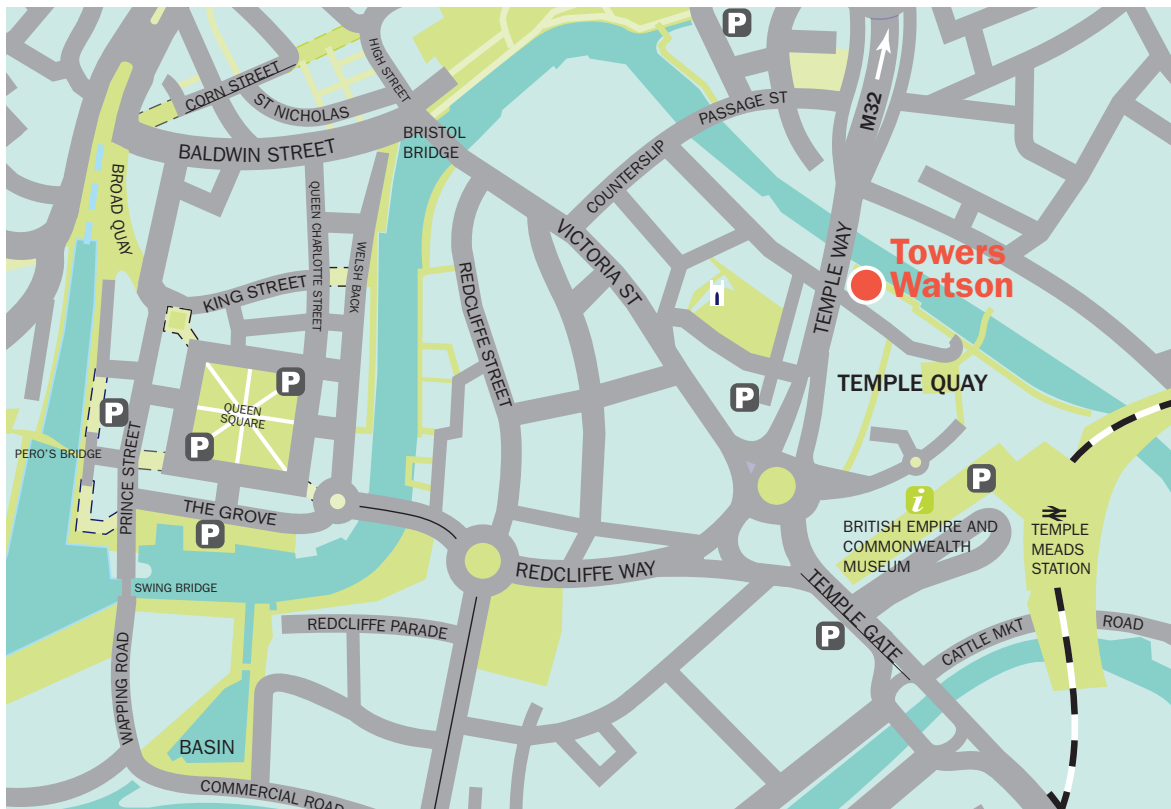 P
HIGH STREET
CORN STREET
ST NICHOLAS
M32
PASSAGE ST
BALDWIN STREET
BRISTOL
BRIDGE
COUNTERSLIP
BROAD QUAY
QUEEN CHARLOTTE STREET
WELSH BACK
VICTORIA ST
REDCLIFFE STREET
TEMPLE WAY
Towers
Watson
KING STREET
TEMPLE QUAY
P
P
P
QUEEN
SQUARE
P
PERO'S BRIDGE
PRINCE STREET
P
THE GROVE
P
i
BRITISH EMPIRE AND
COMMONWEALTH
MUSEUM
TEMPLE
MEADS
STATION
REDCLIFFE WAY
SWING BRIDGE
TEMPLE GATE
REDCLIFFE PARADE
P
CATTLE MKT
ROAD
WAPPING ROAD
BASIN
COMMERCIAL ROAD